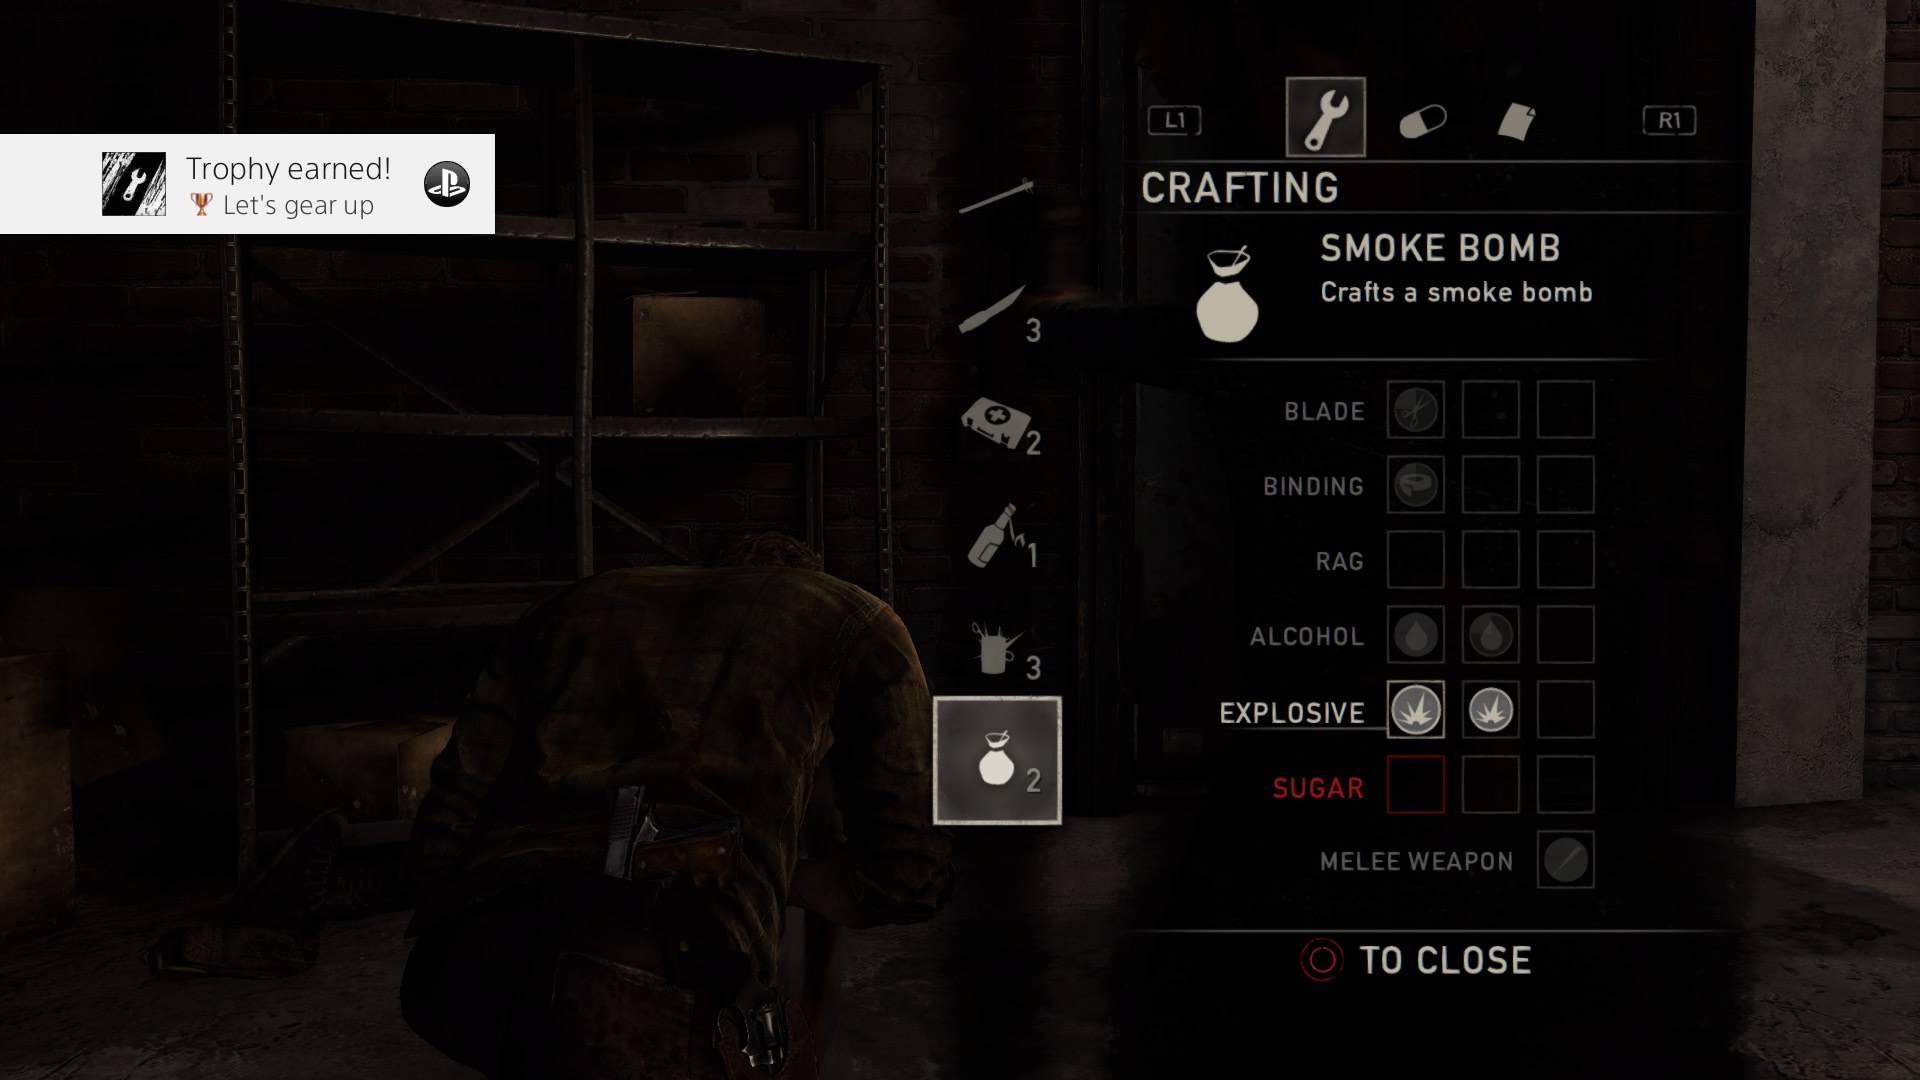 Trophy earned!
Let's gear up
L1
R1
CRAFTING
SMOKE BOMB
Crafts a smoke bomb
3
2
1
3
2
BLADE
BINDING
RAG
ALCOHOL
EXPLOSIVE
SUGAR
MELEE WEAPON
TO CLOSE